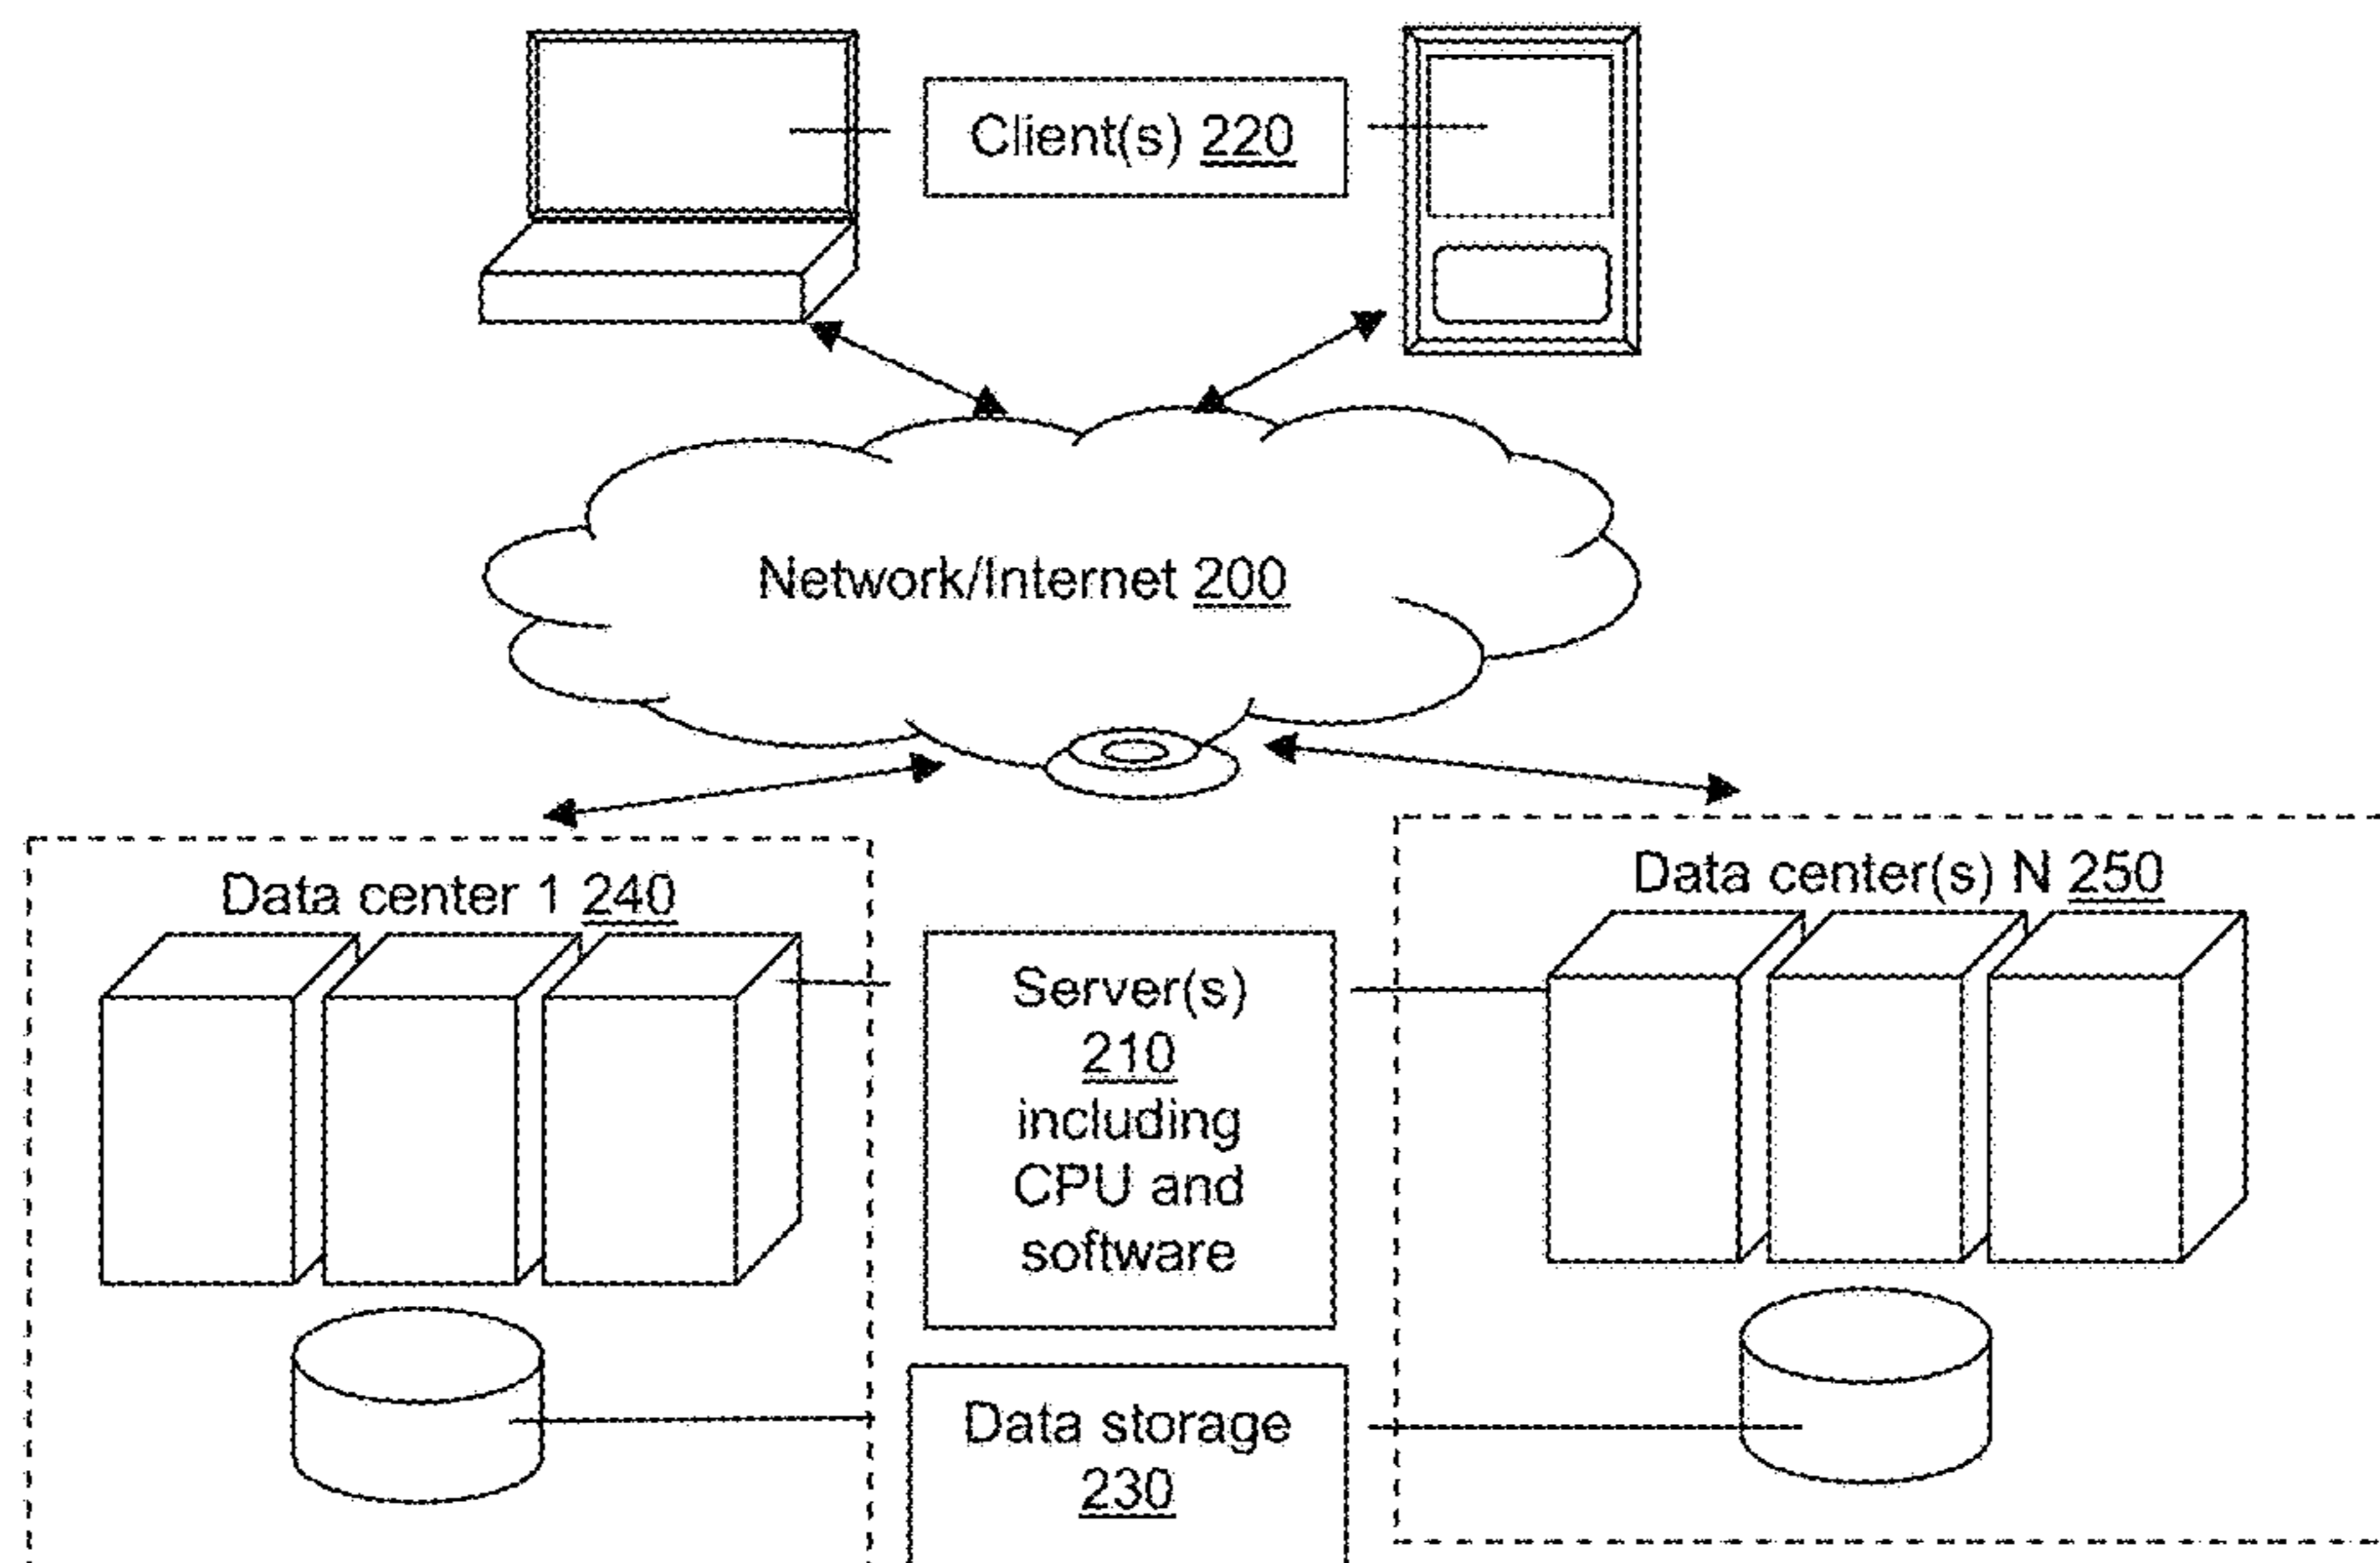 Client(s) 220
Network/Internet 200
Data center 1 240
Data center(s) N 250
Server(s)
210
including
CPU and
software
Data storage
230